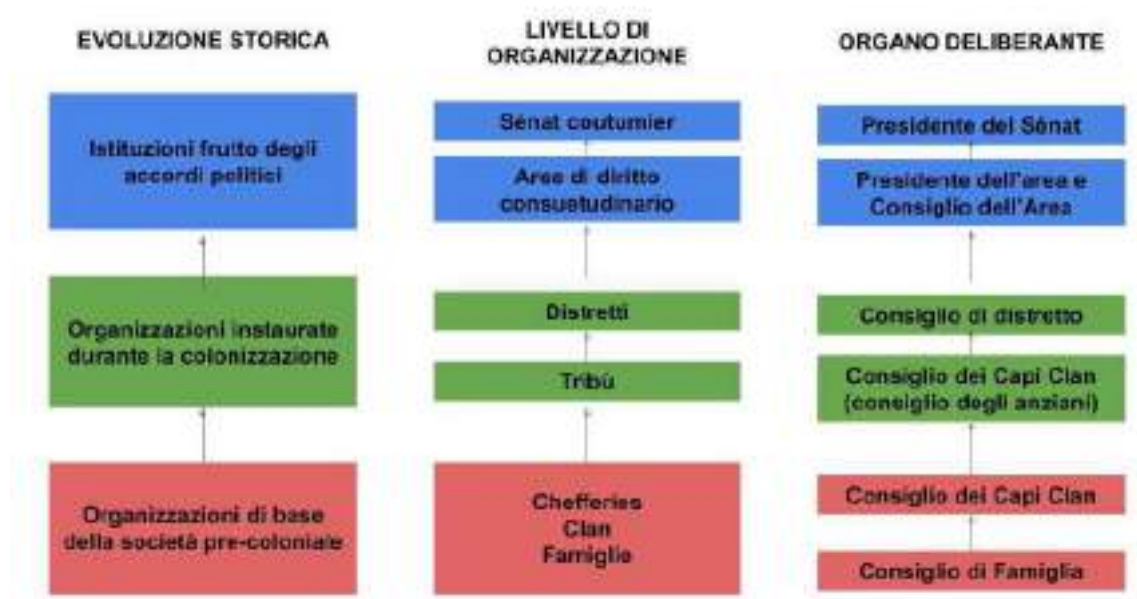 EVOLUZIONE STORICA
Istituzioni frutto degli
accordi politici
Organizzazioni instaurate
durante la colonizzazione
Organizzazioni di base
della società pre-coloniale
LIVELLO DI
ORGANIZZAZIONE
Sénat coutumier
Area di diritto
consuetudinario
Distretti
Tribù
Chefferies
Clan
Famiglie
ORGANO DELIBERANTE
Presidente del Sénat
Presidente dell'area e
Consiglio dell'Area
Consiglio di distretto
Consiglio dei Capi Clan
(consiglio degli anziani)
Consiglio dei Capi Clan
Consiglio di Famiglia